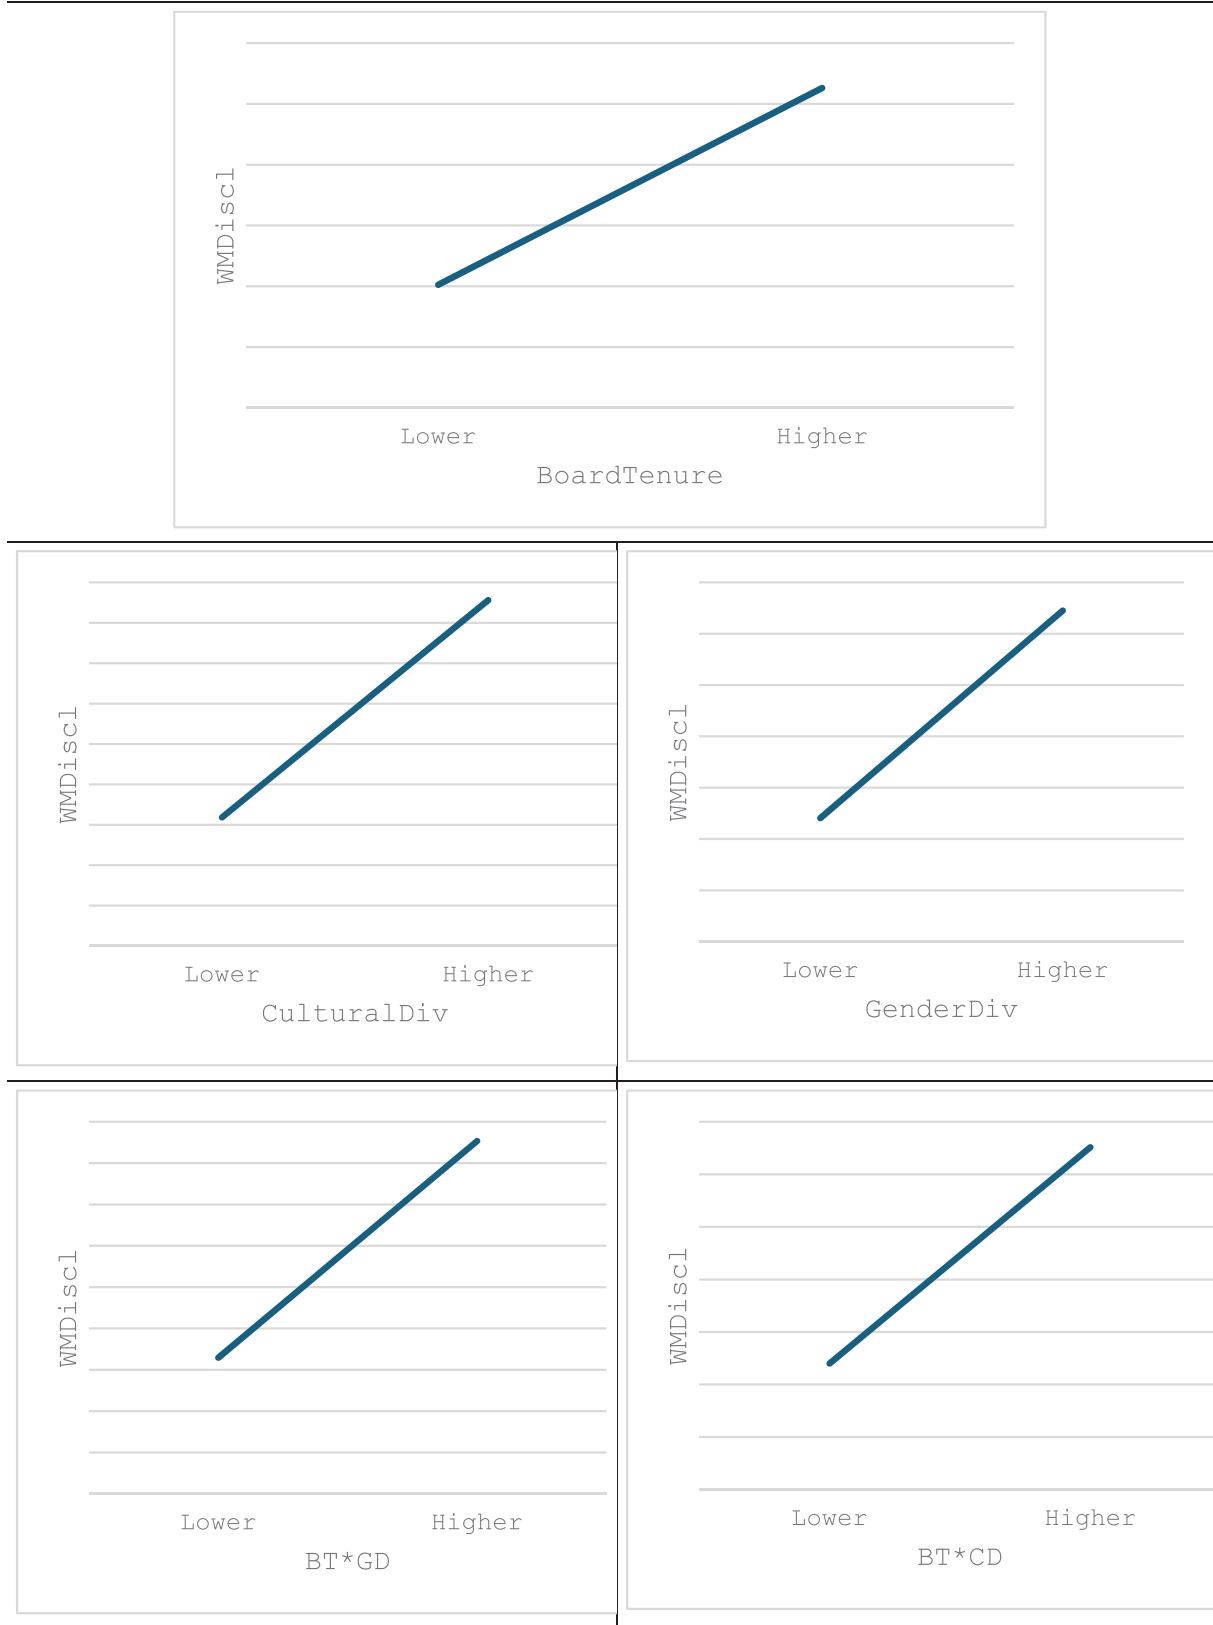 WMDiscl
Lower Higher
BoardTenure
WMDiscl
Lower Higher
CulturalDiv
WMDiscl
Lower Higher
GenderDiv
WMDiscl
Lower Higher
BT*GD
WMDiscl
Lower Higher
BT*CD